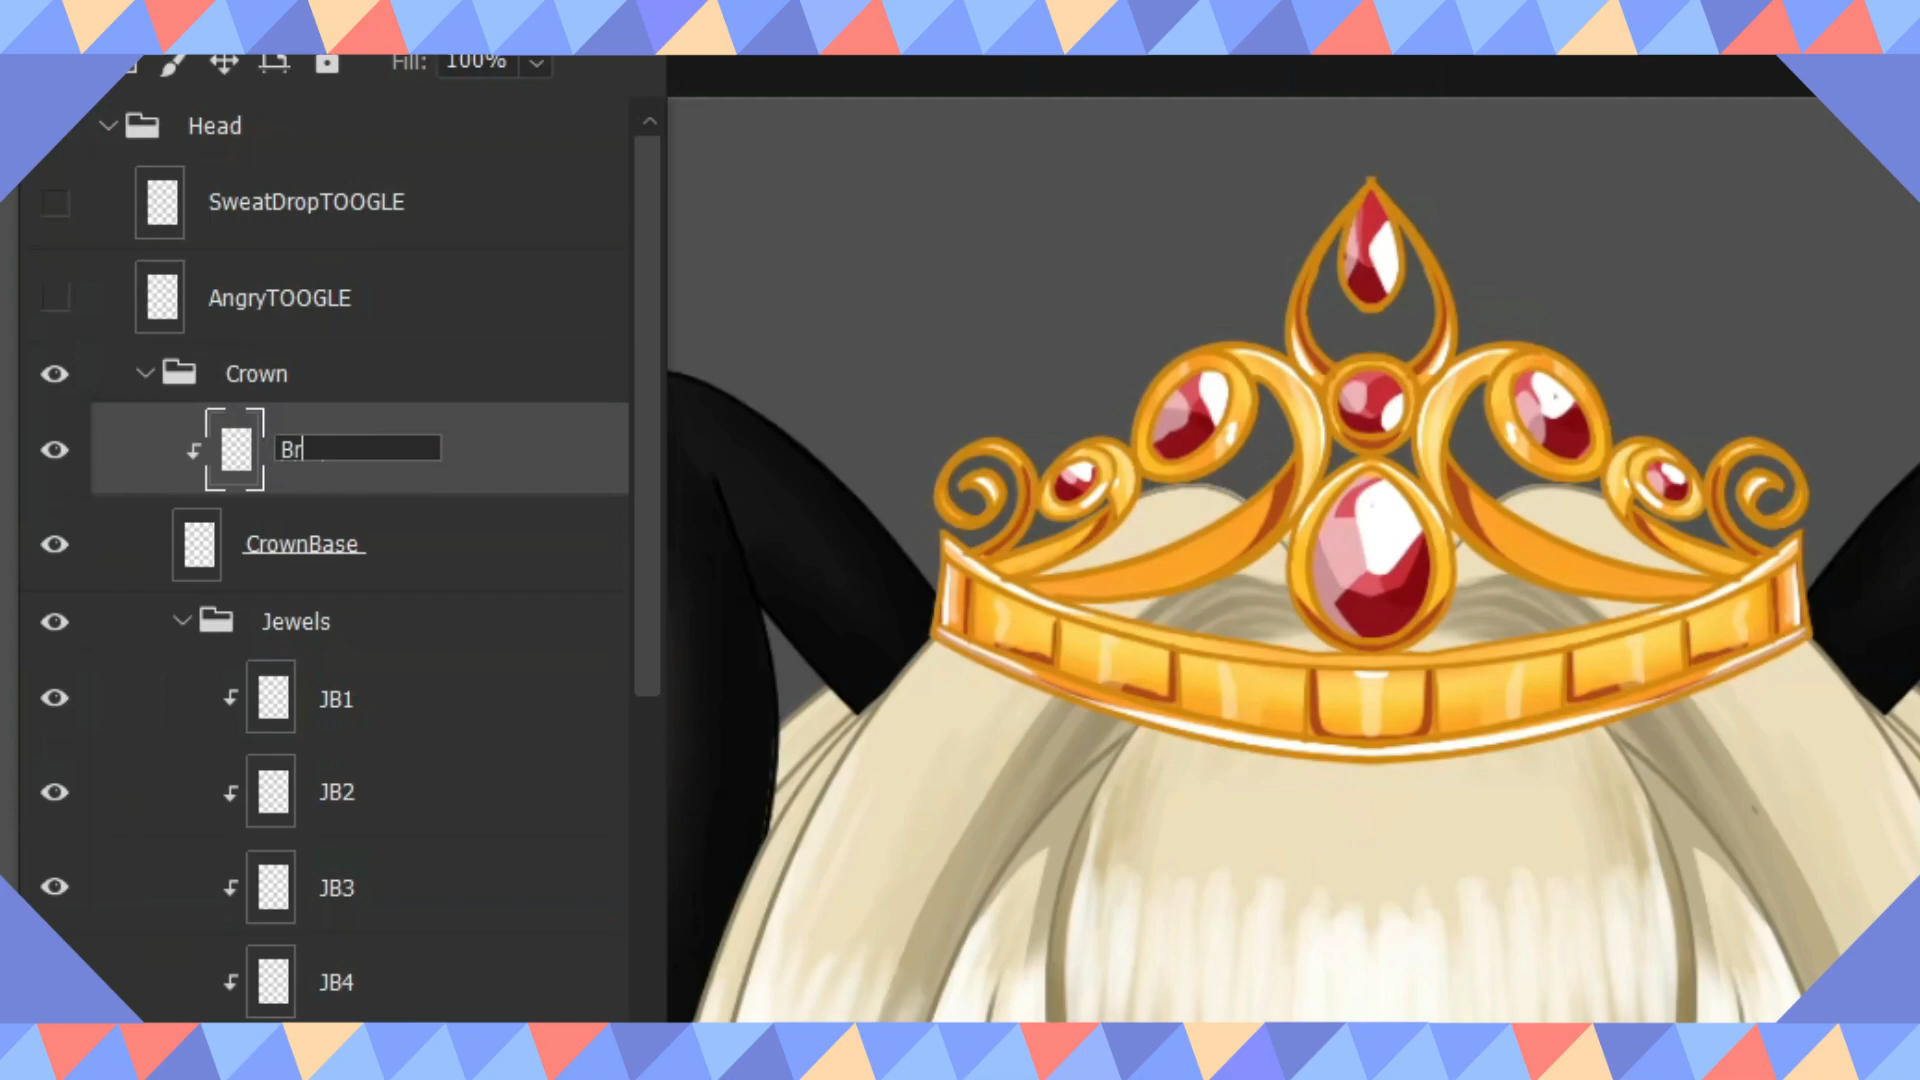 Fill: 100%
Head
SweatDropTOOGLE
AngryTOOGLE
Crown
Br
CrownBase
Jewels
JB1
JB2
JB3
JB4